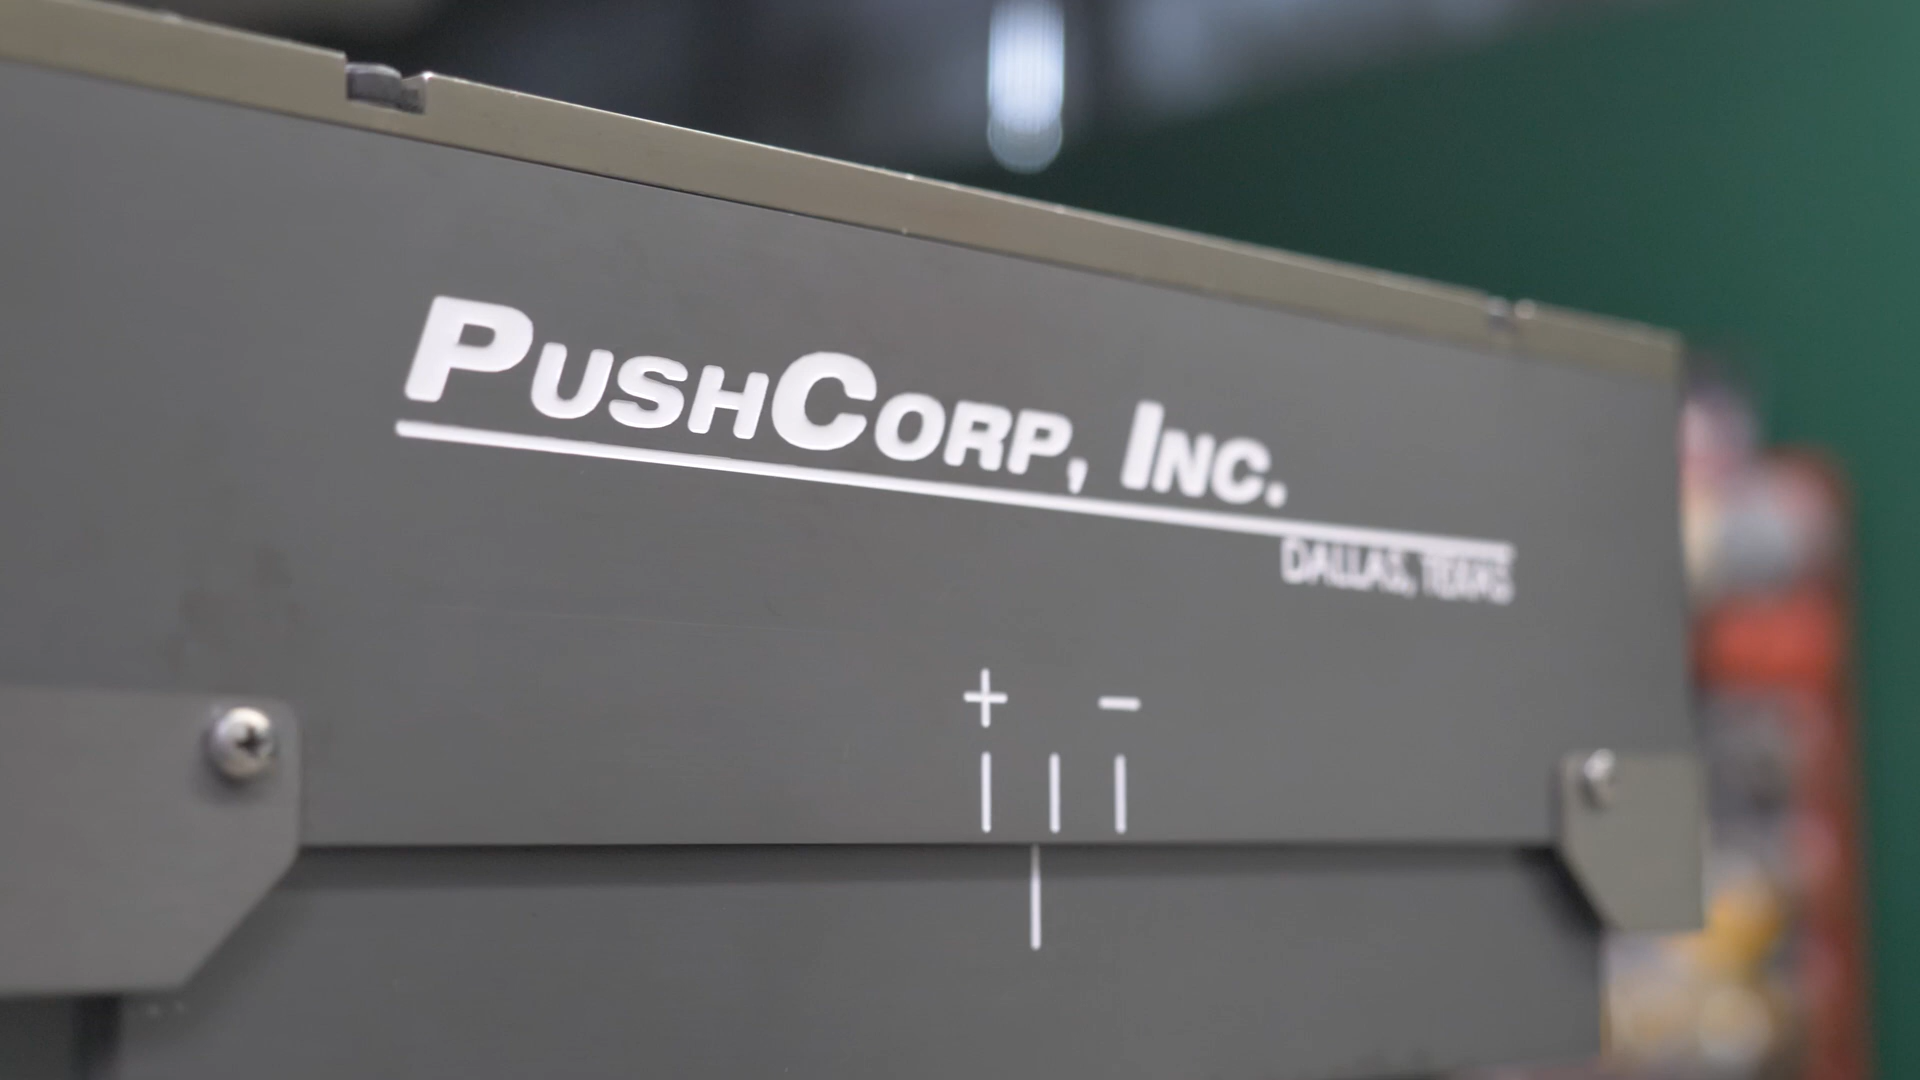 PUSHCORP, INC.
DALLAS, TEXAS
+ −